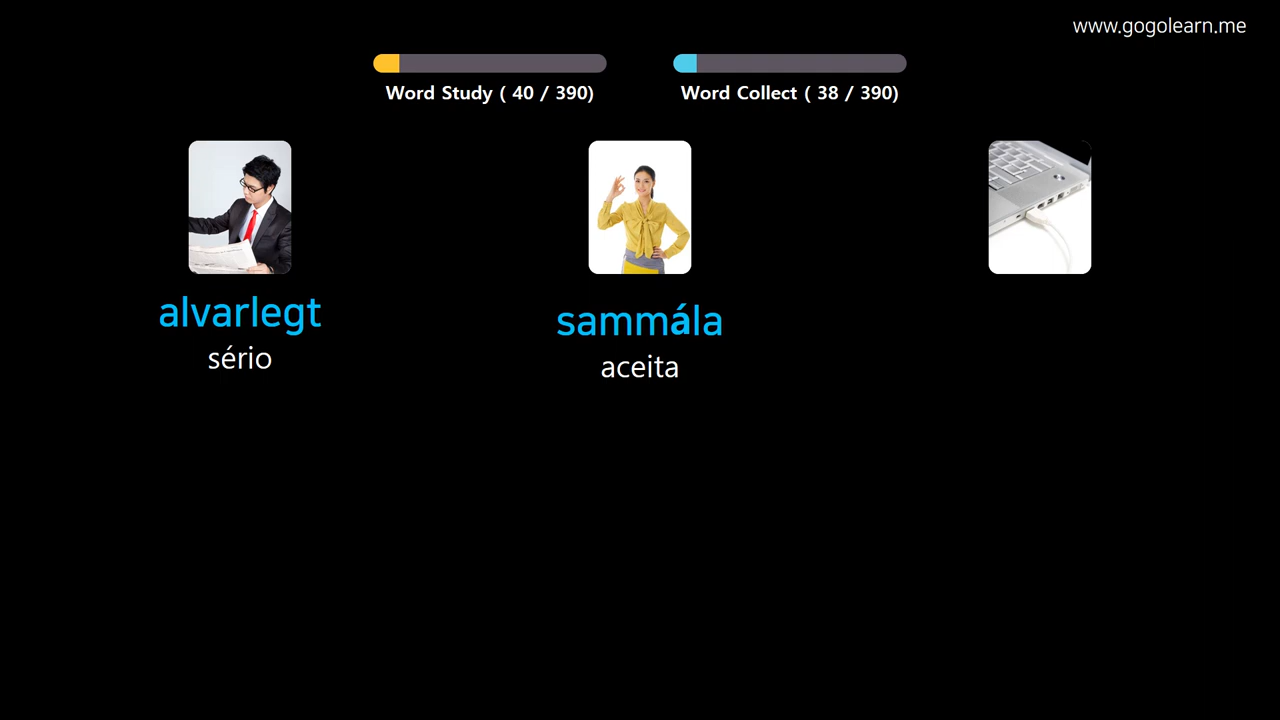 www.gogolearn.me
Word Study ( 40 / 390)
Word Collect ( 38 / 390)
alvarlegt
sério
sammála
aceita